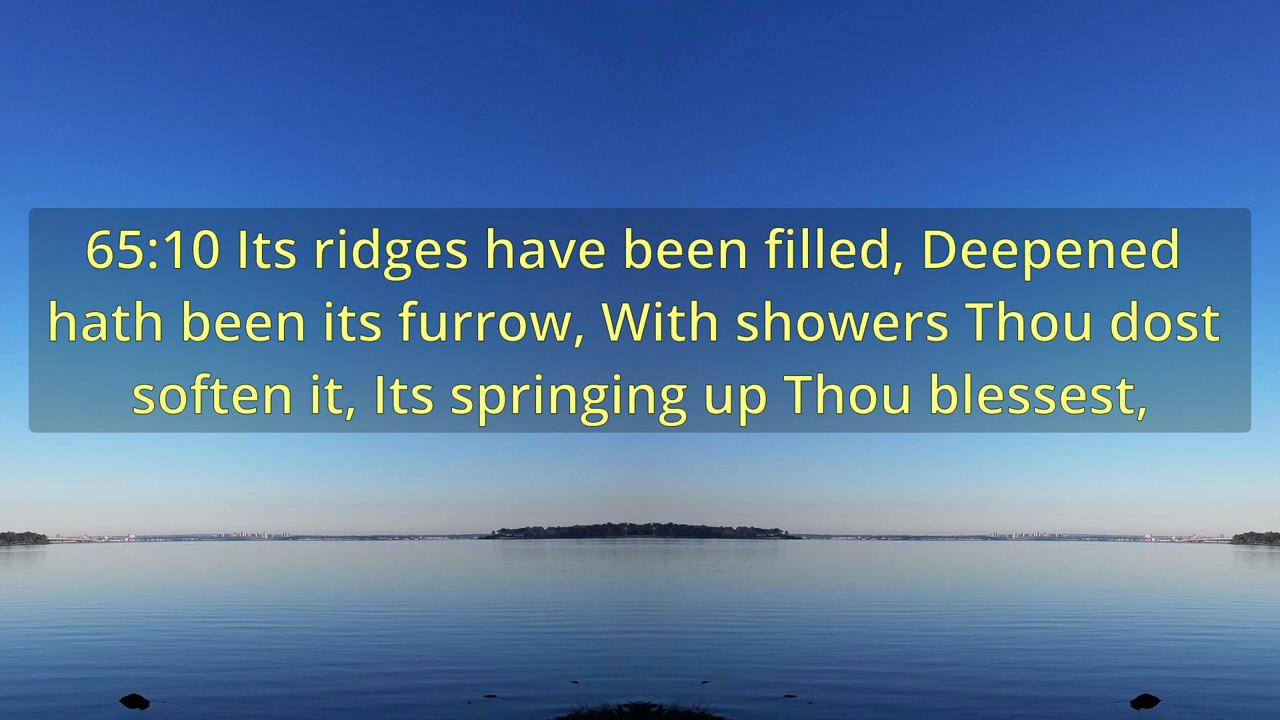 65:10 Its ridges have been filled, Deepened
hath been its furrow, With showers Thou dost
soften it, Its springing up Thou blessest,